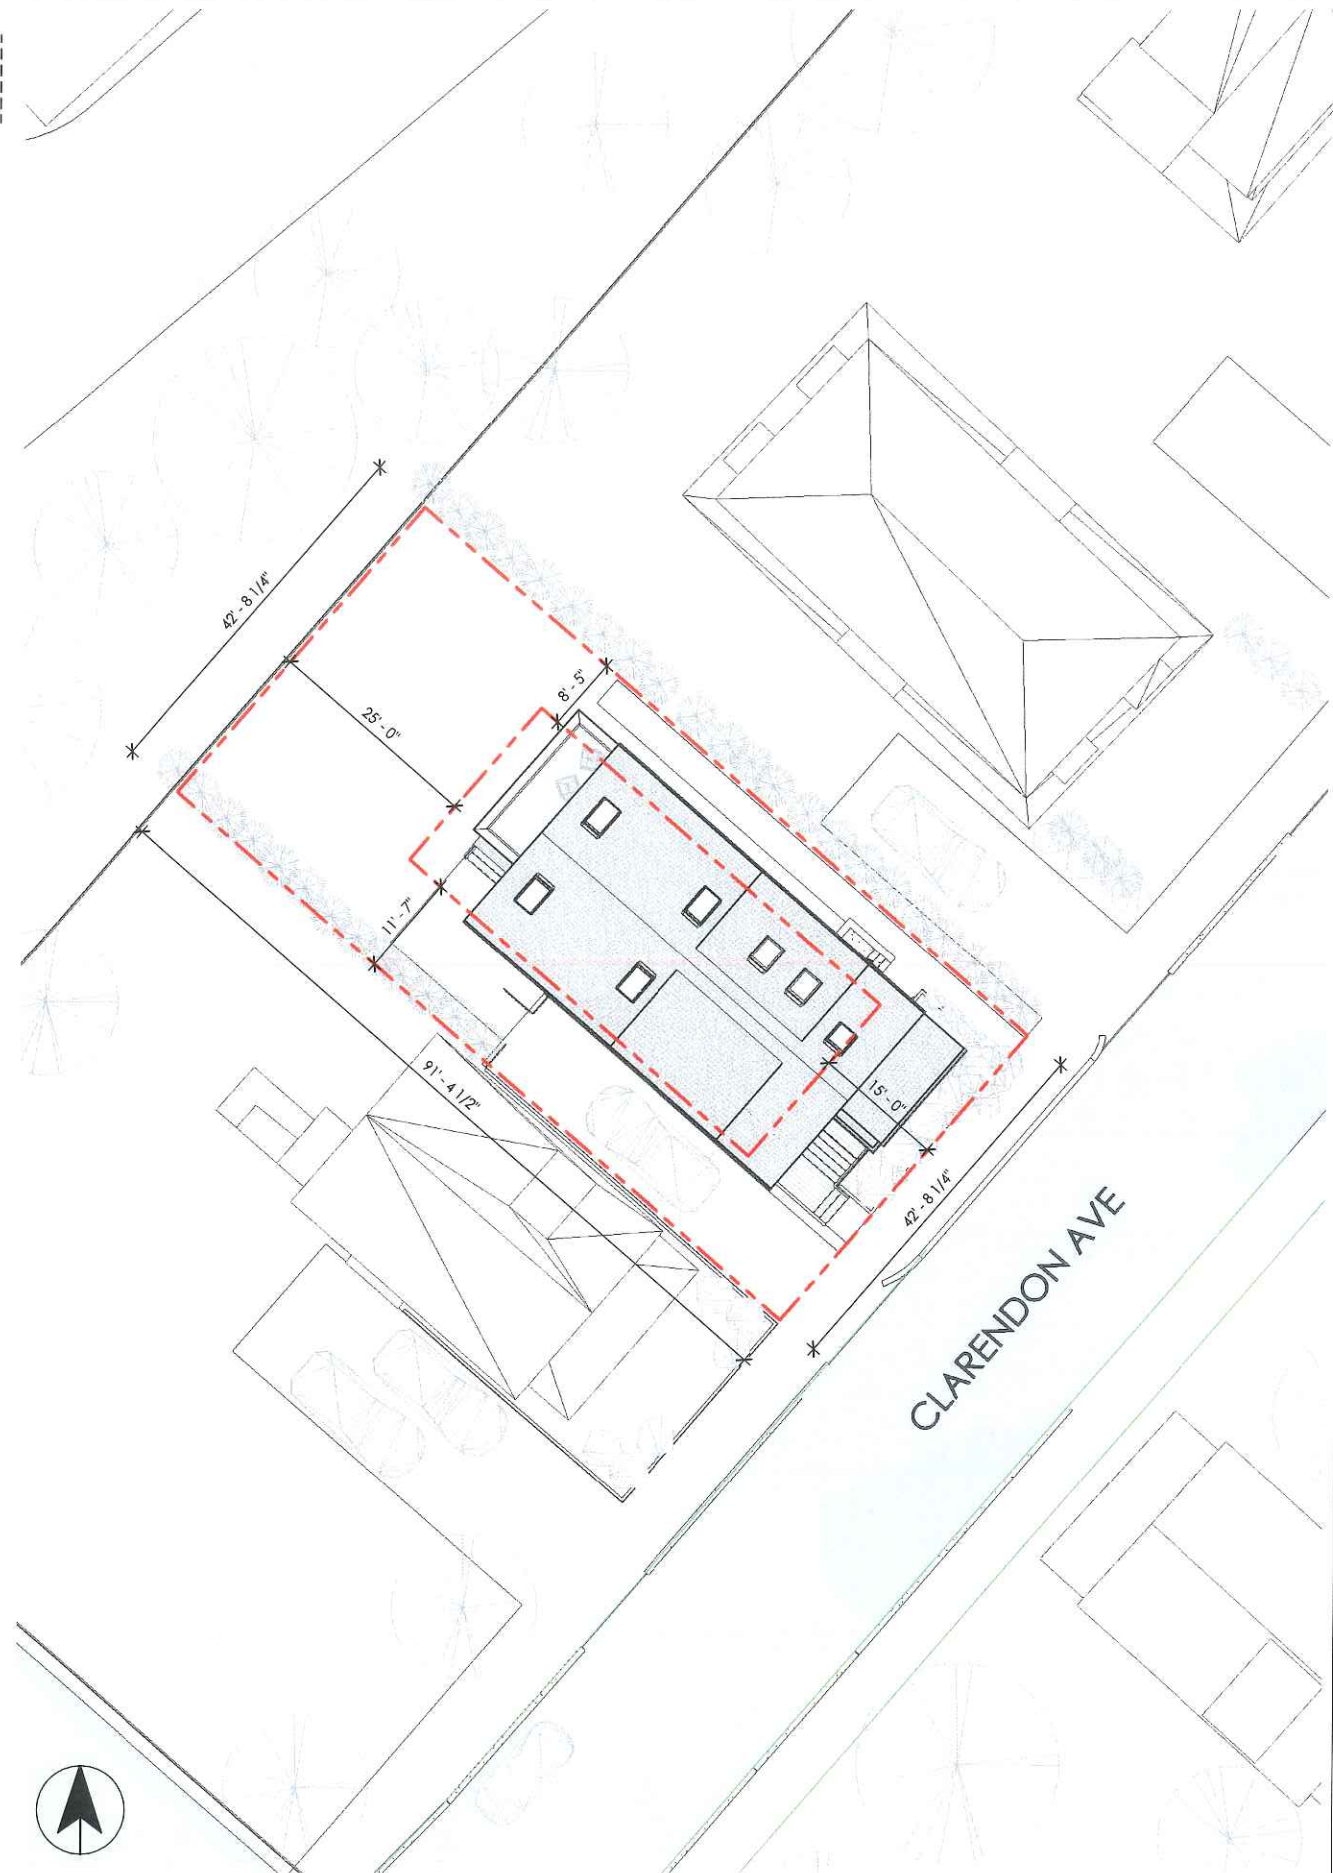 42' - 8 1/4"
25' - 0"
8' - 5"
11' - 7"
91' - 4 1/2"
15' - 0"
42' - 8 1/4"
CLARENDON AVE